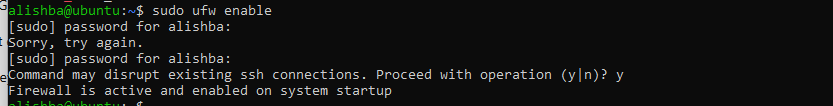 alishba@ubuntu:~$ sudo ufw enable
[sudo] password for alishba:
Sorry, try again.
[sudo] password for alishba:
Command may disrupt existing ssh connections. Proceed with operation (y|n)? y
Firewall is active and enabled on system startup